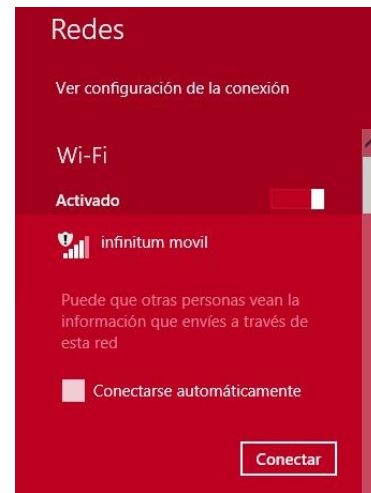 Redes
Ver configuración de la conexión
Wi-Fi
Activado
infinitum movil
Puede que otras personas vean la
información que envíes a través de
esta red
Conectarse automáticamente
Conectar